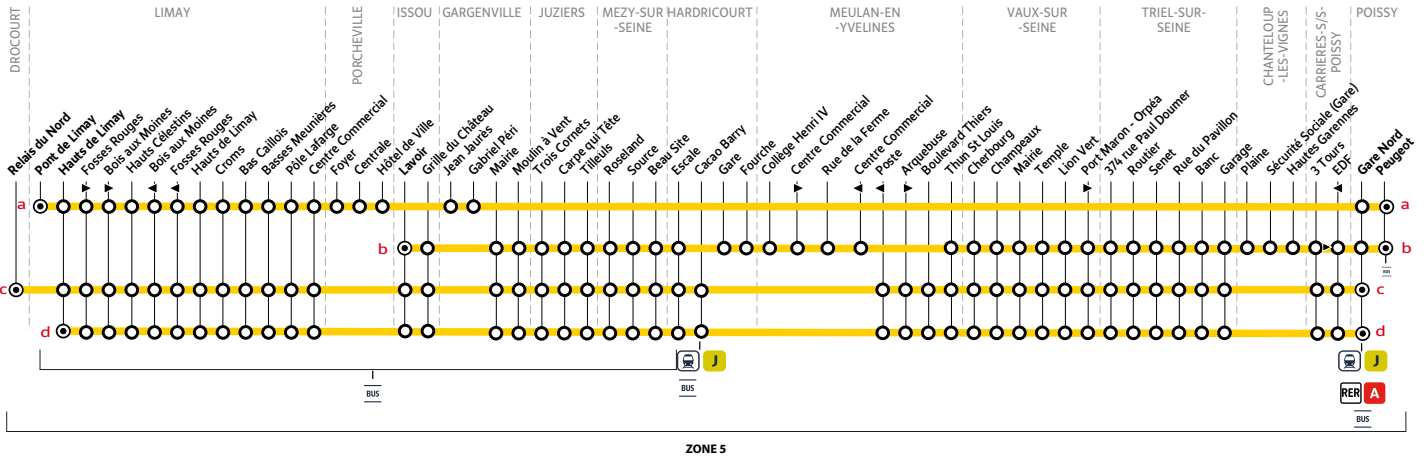 DROCOURT
LIMAY
PORCHEVILLE
ISSOU
GARGENVILLE
JUZIERS
MEZY-SUR
-SEINE
HARDRICOURT
MEULAN-EN
-YVELINES
VAUX-SUR
-SEINE
TRIEL-SUR-
SEINE
CHANTELOUP
-LES-VIGNES
CARRIERES-S/S-
POISSY
POISSY
Relais du Nord
Pont de Limay
Hauts de Limay
Fosses Rouges
Bois aux Moines
Hauts Célestins
Bois aux Moines
Fosses Rouges
Hauts de Limay
Croms
Bas Caillois
Basses Meunières
Pôle Lafarge
Centre Commercial
Foyer
Centrale
Hôtel de Ville
Lavoir
Grille du Château
Jean Jaurès
Gabriel Péri
Mairie
Moulin à Vent
Trois Cornets
Carpe qui Tête
Tilleuls
Roseland
Source
Beau Site
Escale
Cacao Barry
Gare
Fourche
Collège Henri IV
Centre Commercial
Rue de la Ferme
Centre Commercial
Poste
Arquebuse
Boulevard Thiers
Thun St Louis
Cherbourg
Champeaux
Mairie
Temple
Lion Vert
Port Maron - Orpéa
374 rue Paul Doumer
Routier
Senet
Rue du Pavillon
Banc
Garage
Plaine
Sécurité Sociale (Gare)
Hautes Garennes
3 Tours
EDF
Gare Nord
Peugeot
a
a
b
b
BUS
c
c
d
d
J
J
BUS
BUS
RER A
BUS
ZONE 5